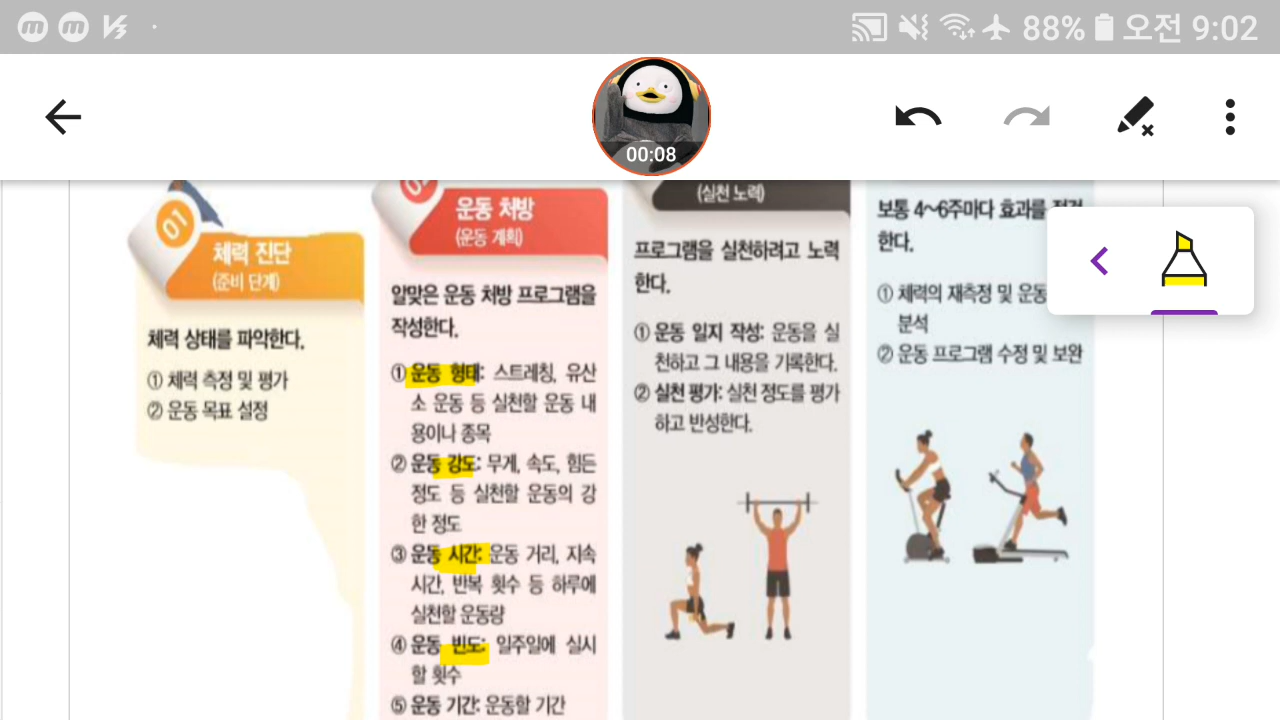 88% 오전 9:02
00:08
01
체력 진단
(준비 단계)
체력 상태를 파악한다.
① 체력 측정 및 평가
② 운동 목표 설정
운동 처방
(운동 계획)
알맞은 운동 처방 프로그램을
작성한다.
① 운동 형태: 스트레칭, 유산
소 운동 등 실천할 운동 내
용이나 종목
② 운동 강도: 무게, 속도, 힘든
정도 등 실천할 운동의 강
한 정도
③ 운동 시간: 운동 거리, 지속
시간, 반복 횟수 등 하루에
실천할 운동량
④ 운동 빈도: 일주일에 실시
할 횟수
⑤ 운동 기간: 운동할 기간
(실천 노력)
프로그램을 실천하려고 노력
한다.
① 운동 일지 작성: 운동을 실
천하고 그 내용을 기록한다.
② 실천 평가: 실천 정도를 평가
하고 반성한다.
보통 4~6주마다 효과를
한다.
① 체력의 재측정 및 운동
분석
② 운동 프로그램 수정 및 보완